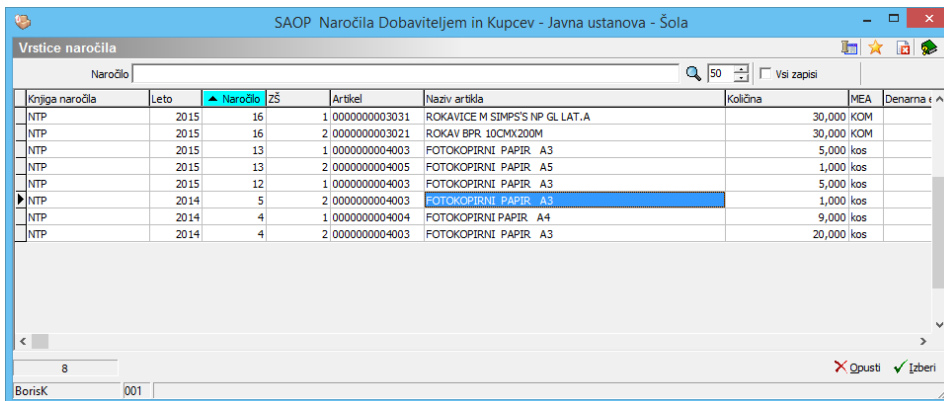 SAOP Naročila Dobaviteljem in Kupcev - Javna ustanova - Šola
Vrstice naročila
Naročilo 50 Vsi zapisi
Knjiga naročila Leto Naročilo ZŠ Artikel Naziv artikla Količina MEA Denarna e
NTP 2015 16 1 0000000003031 ROKAVICE M SIMPS'S NP GL LAT.A 30,000 KOM
NTP 2015 16 2 0000000003021 ROKAV BPR 10CMX200M 30,000 KOM
NTP 2015 13 1 0000000004003 FOTOKOPIRNI PAPIR A3 5,000 kos
NTP 2015 13 2 0000000004005 FOTOKOPIRNI PAPIR A5 1,000 kos
NTP 2015 12 1 0000000004003 FOTOKOPIRNI PAPIR A3 5,000 kos
NTP 2014 5 2 0000000004003 FOTOKOPIRNI PAPIR A3 1,000 kos
NTP 2014 4 1 0000000004004 FOTOKOPIRNI PAPIR A4 9,000 kos
NTP 2014 4 2 0000000004003 FOTOKOPIRNI PAPIR A3 20,000 kos
8 Opusti Izberi
BorisK 001